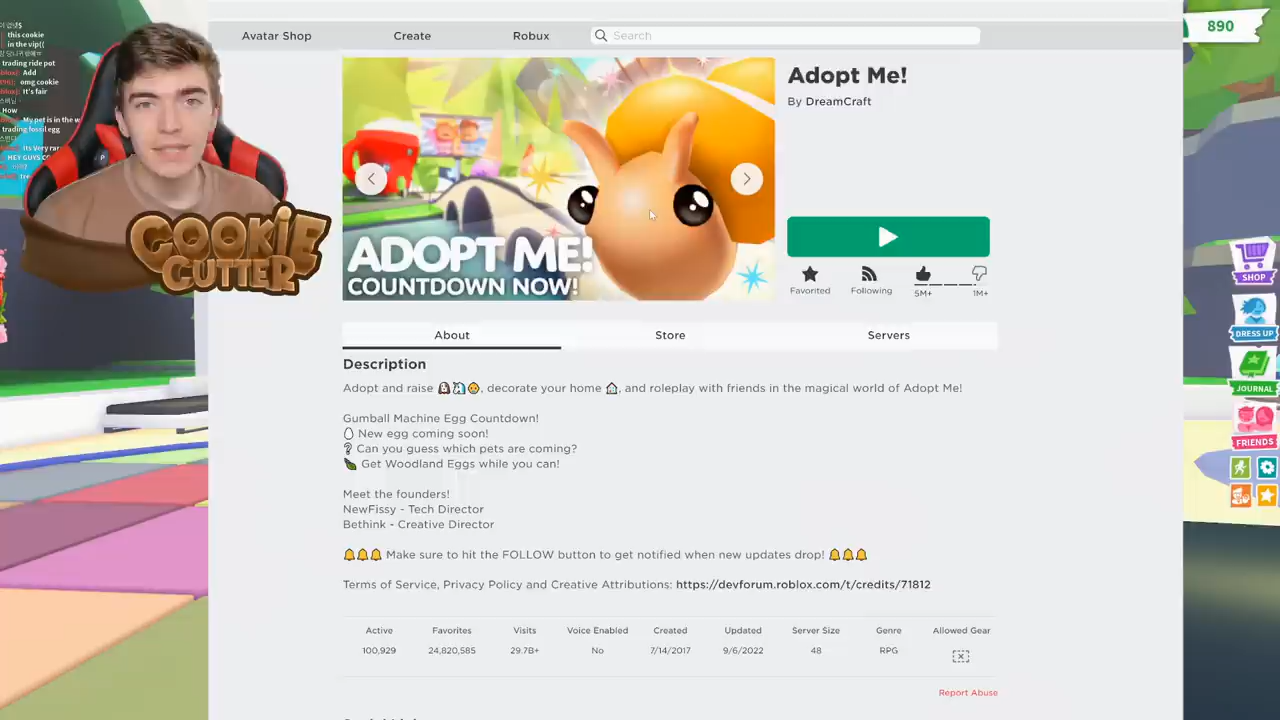 this cookie
in the vip((
trading ride pot
Add
omg cookie
It's fair
How
My pet is in the w
trading fossil egg
Its Very rar
HEY GUYS CO
COOKIE
CUTTER
Avatar Shop
Create
Robux
Search
890
ADOPT ME!
COUNTDOWN NOW!
Adopt Me!
By DreamCraft
Favorited
Following
5M+
1M+
About
Store
Servers
Description
Adopt and raise 🐶🦄👶, decorate your home 🏠, and roleplay with friends in the magical world of Adopt Me!
Gumball Machine Egg Countdown!
🥚 New egg coming soon!
❓ Can you guess which pets are coming?
🌿 Get Woodland Eggs while you can!
Meet the founders!
NewFissy - Tech Director
Bethink - Creative Director
🔔🔔🔔 Make sure to hit the FOLLOW button to get notified when new updates drop! 🔔🔔🔔
Terms of Service, Privacy Policy and Creative Attributions: https://devforum.roblox.com/t/credits/71812
Active Favorites Visits Voice Enabled Created Updated Server Size Genre Allowed Gear
100,929 24,820,585 29.7B+ No 7/14/2017 9/6/2022 48 RPG
Report Abuse
SHOP
DRESS UP
JOURNAL
FRIENDS